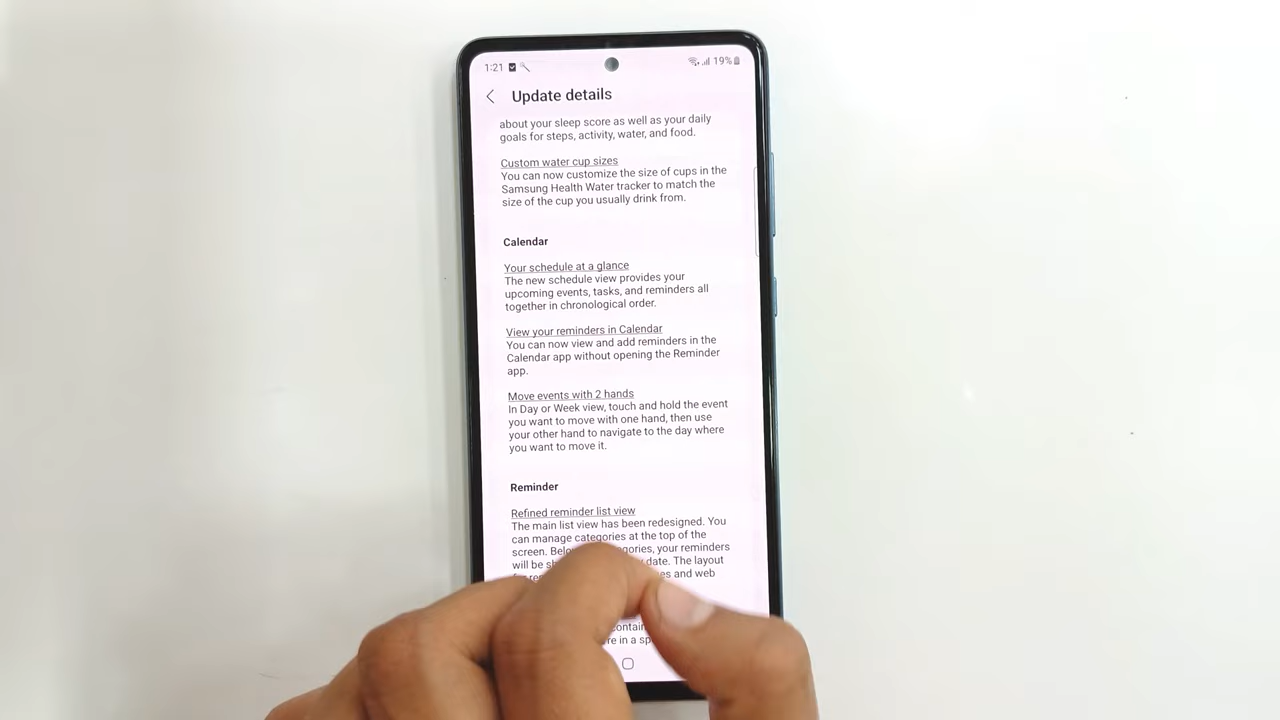 1:21
19%
Update details
about your sleep score as well as your daily
goals for steps, activity, water, and food.
Custom water cup sizes
You can now customize the size of cups in the
Samsung Health Water tracker to match the
size of the cup you usually drink from.
Calendar
Your schedule at a glance
The new schedule view provides your
upcoming events, tasks, and reminders all
together in chronological order.
View your reminders in Calendar
You can now view and add reminders in the
Calendar app without opening the Reminder
app.
Move events with 2 hands
In Day or Week view, touch and hold the event
you want to move with one hand, then use
your other hand to navigate to the day where
you want to move it.
Reminder
Refined reminder list view
The main list view has been redesigned. You
can manage categories at the top of the
screen. your reminders
will be date. The layout
and web
in a